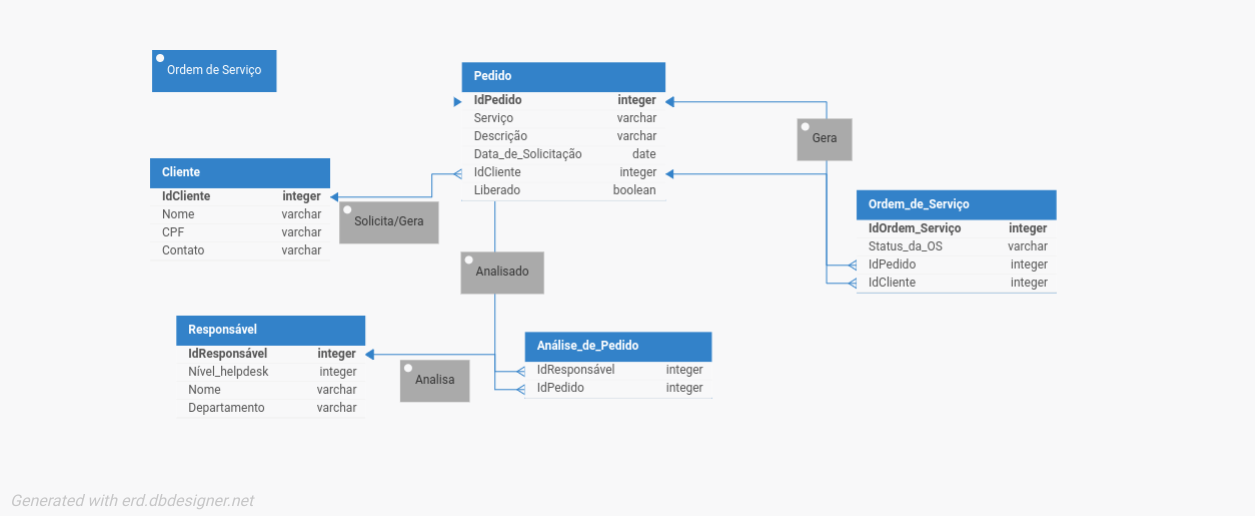 Ordem de Serviço
Pedido
IdPedido integer
Serviço varchar
Descrição varchar
Data_de_Solicitação date
IdCliente integer
Liberado boolean
Gera
Cliente
IdCliente integer
Nome varchar
CPF varchar
Contato varchar
Solicita/Gera
Ordem_de_Serviço
IdOrdem_Serviço integer
Status_da_OS varchar
IdPedido integer
IdCliente integer
Analisado
Responsável
IdResponsável integer
Nível_helpdesk integer
Nome varchar
Departamento varchar
Analisa
Análise_de_Pedido
IdResponsável integer
IdPedido integer
Generated with erd.dbdesigner.net